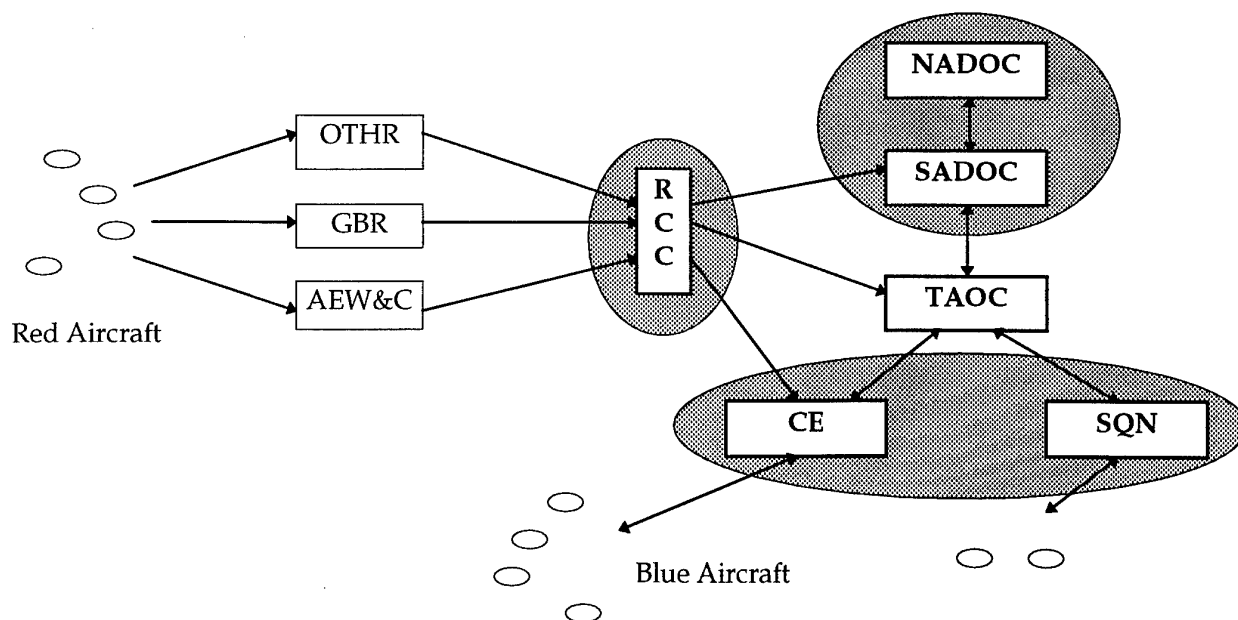 NADOC
OTHR
SADOC
R
C
C
GBR
AEW&C
TAOC
Red Aircraft
CE
SQN
Blue Aircraft